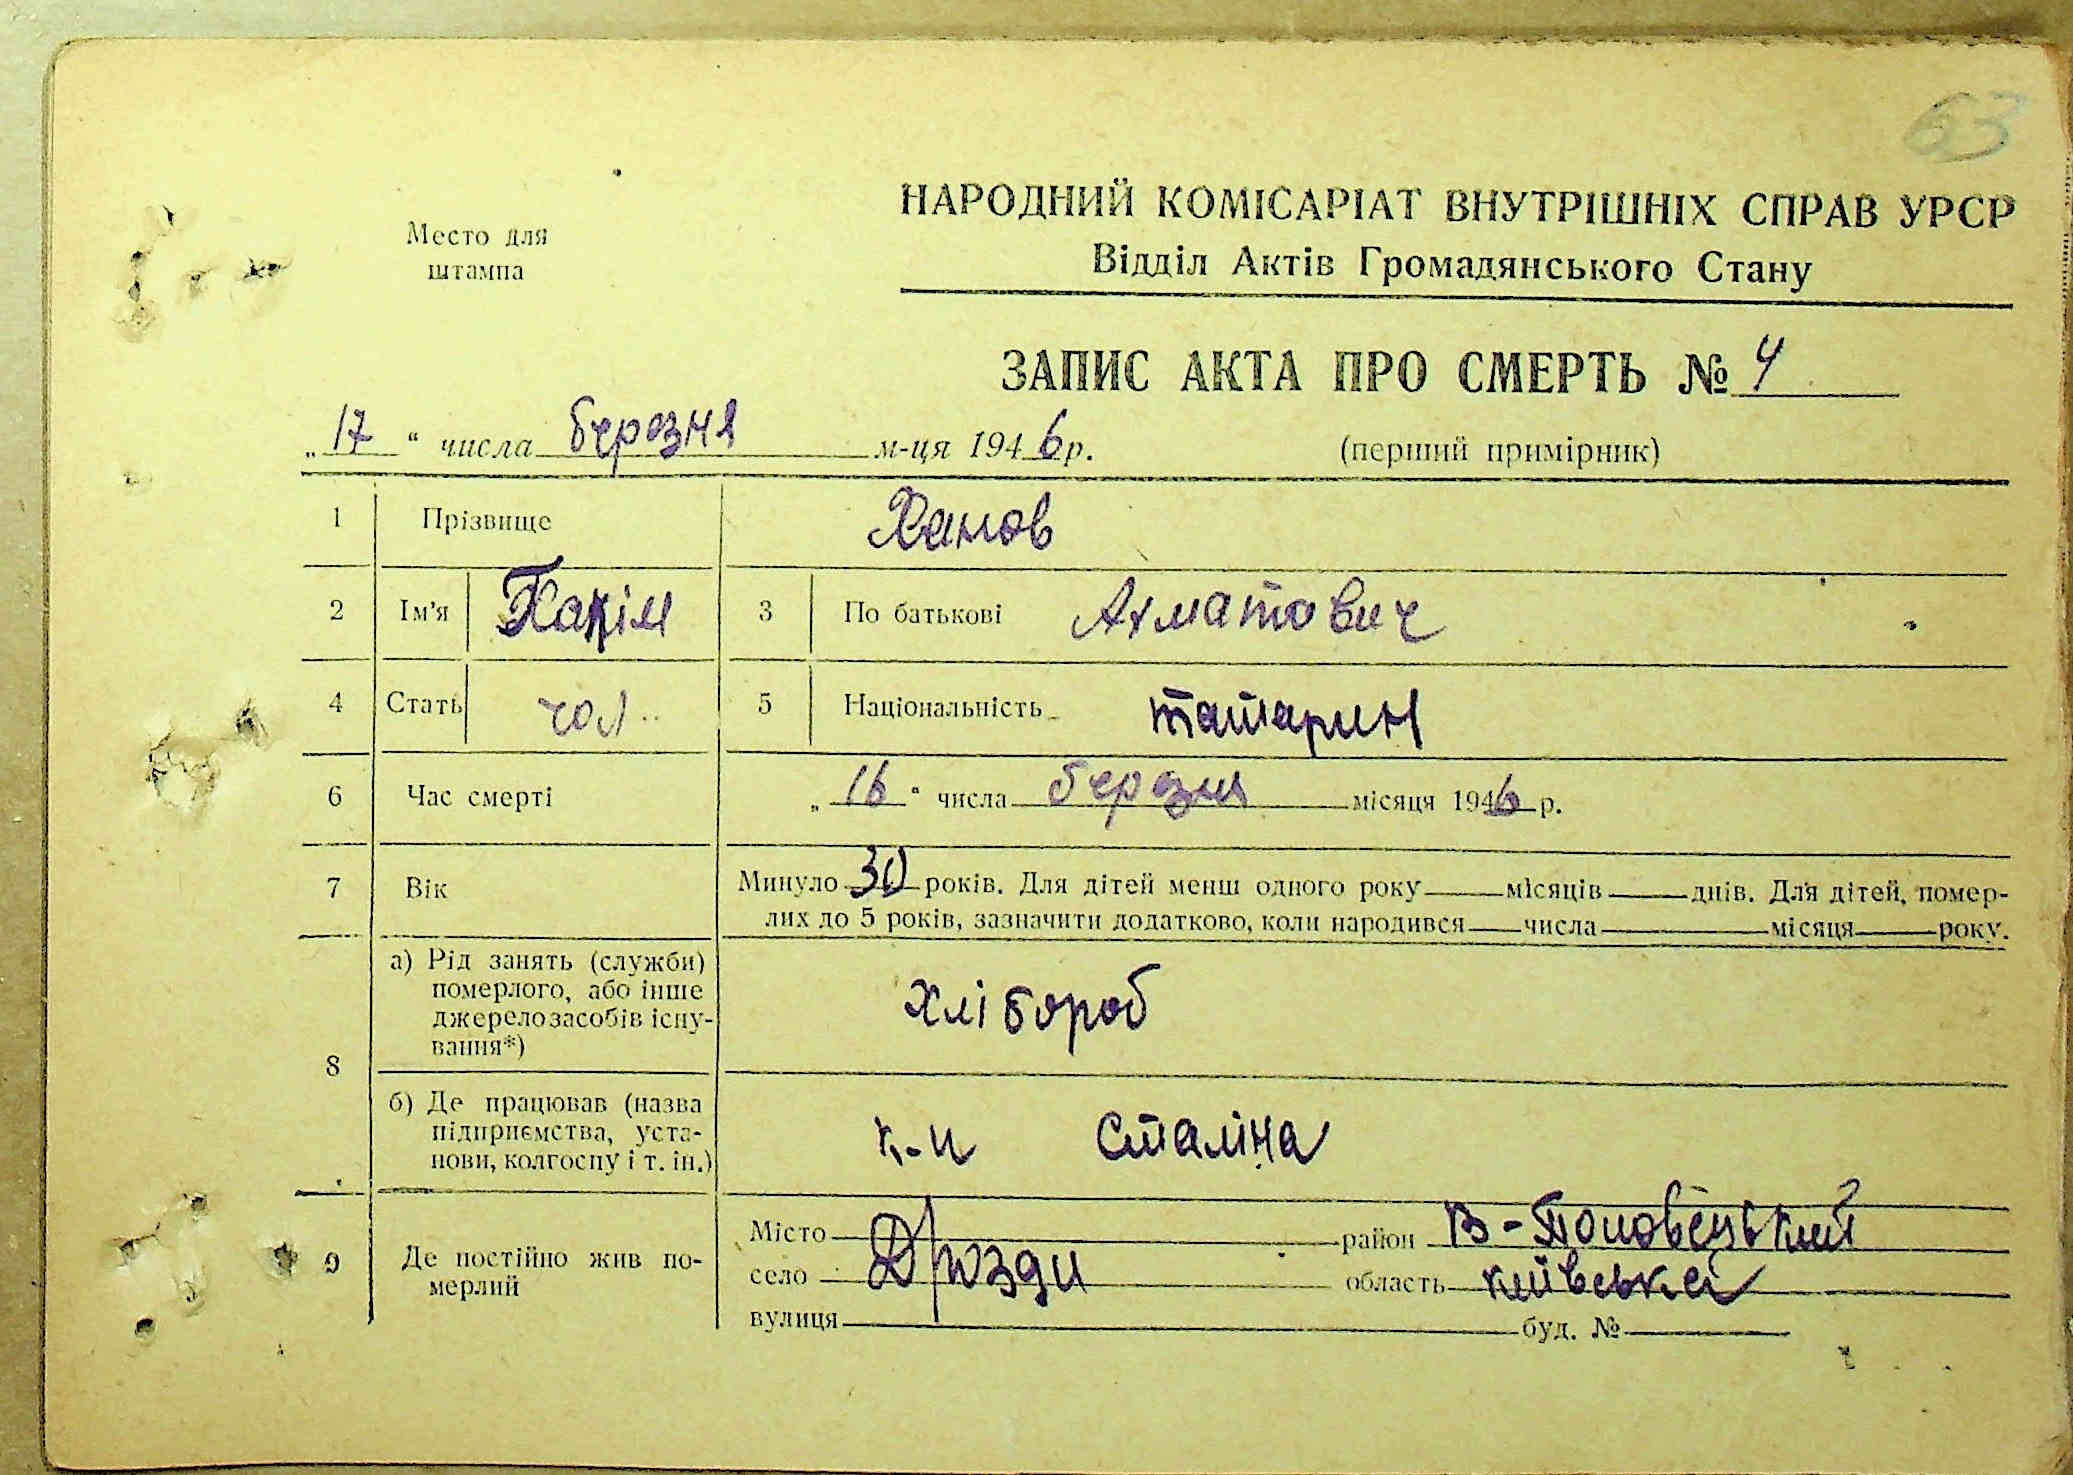 63
Место для
штампа
НАРОДНИЙ КОМІСАРІАТ ВНУТРІШНІХ СПРАВ УРСР
Відділ Актів Громадянського Стану
ЗАПИС АКТА ПРО СМЕРТЬ № 4
„17“ числа березня м-ця 1946 р. (перший примірник)
1 Прізвище Ханов
2 Ім'я 3 По батькові Ахматович
4 Стать чол. 5 Національність татарин
6 Час смерті „16“ числа березня місяця 1946 р.
7 Вік Минуло 30 років. Для дітей менш одного року місяців днів. Для дітей, помер-
лих до 5 років, зазначити додатково, коли народився числа місяця року.
8 а) Рід занять (служби)
померлого, або інше
джерело засобів існу-
вання*)
хлібороб
б) Де працював (назва
підприємства, уста-
нови, колгоспу і т. ін.)
Сталіна
9 Де постійно жив по-
мерлий
Місто район В-Половецький
село Дрозди область київська
вулиця буд. №